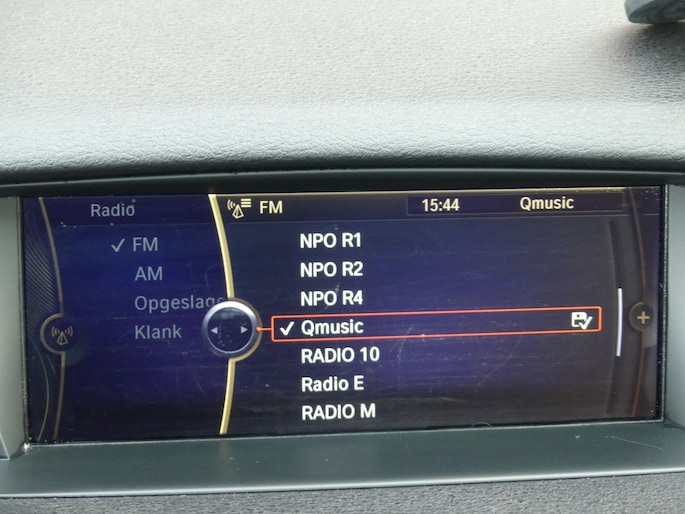 Radio
FM 15:44 Qmusic
FM
AM
Opgeslage
Klank
NPO R1
NPO R2
NPO R4
Qmusic
RADIO 10
Radio E
RADIO M